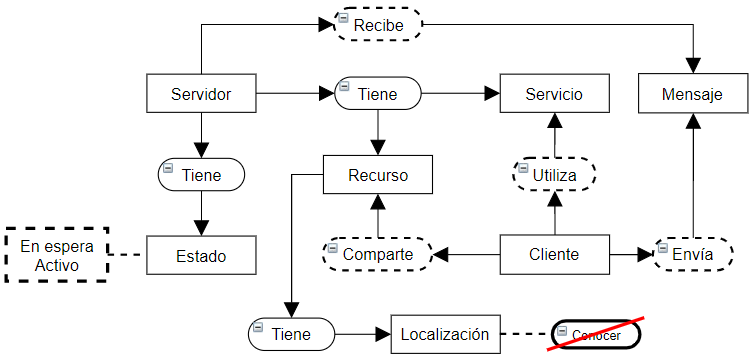 Recibe
Servidor
Tiene
Servicio
Mensaje
Tiene
Recurso
Utiliza
En espera
Activo
Estado
Comparte
Cliente
Envía
Tiene
Localización
Conocer